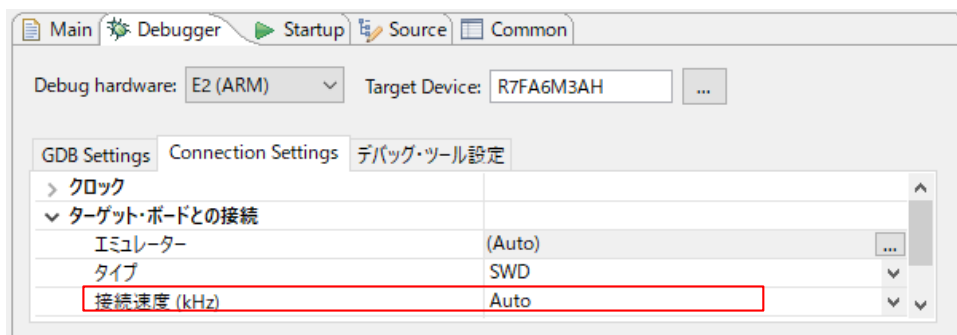 Main Debugger Startup Source Common
Debug hardware: E2 (ARM) Target Device: R7FA6M3AH ...
GDB Settings Connection Settings デバッグ・ツール設定
クロック
ターゲット・ボードとの接続
エミュレーター (Auto) ...
タイプ SWD
接続速度 (kHz) Auto